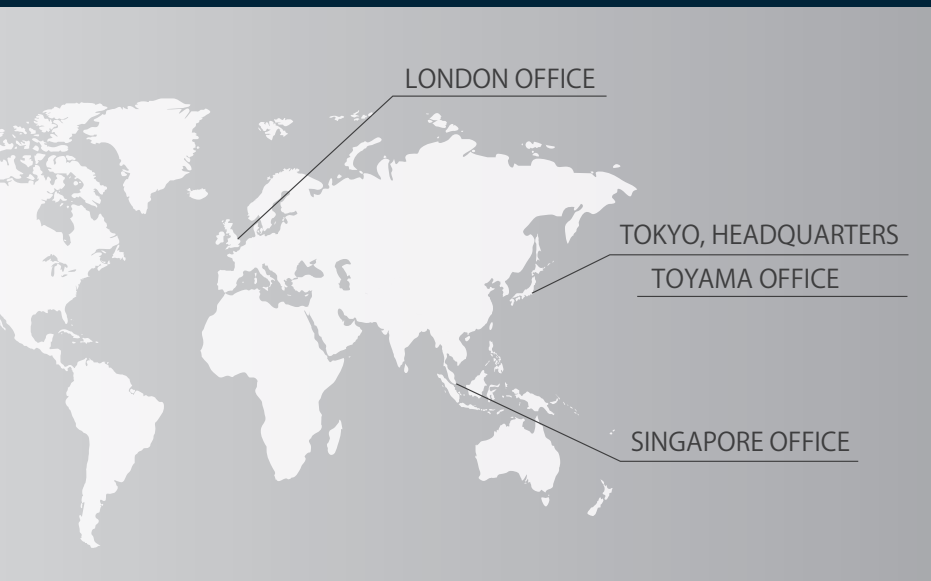 LONDON OFFICE
TOKYO, HEADQUARTERS
TOYAMA OFFICE
SINGAPORE OFFICE